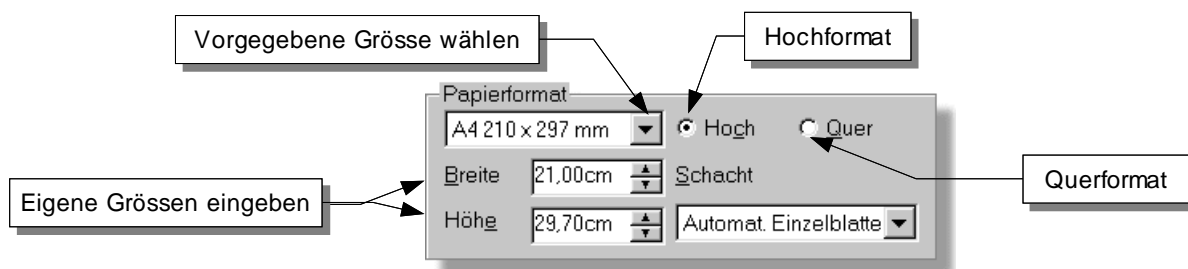 Vorgegebene Grösse wählen
Hochformat
Papierformat
A4 210 x 297 mm
Hoch
Quer
Breite
21,00cm
Schacht
Querformat
Eigene Grössen eingeben
Höhe
29,70cm
Automat. Einzelblatte